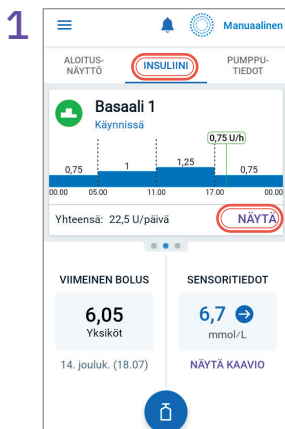 1
Manuaalinen
ALOITUS-
NÄYTTÖ
INSULIINI
PUMPPU-
TIEDOT
Basaali 1
Käynnissä
0,75 U/h
0,75 1 1,25 0,75
00.00 05.00 11.00 17.00 00.00
Yhteensä: 22,5 U/päivä NÄYTÄ
VIIMEINEN BOLUS
6,05
Yksiköt
14. jouluk. (18.07)
SENSORITIEDOT
6,7
mmol/L
NÄYTÄ KAAVIO